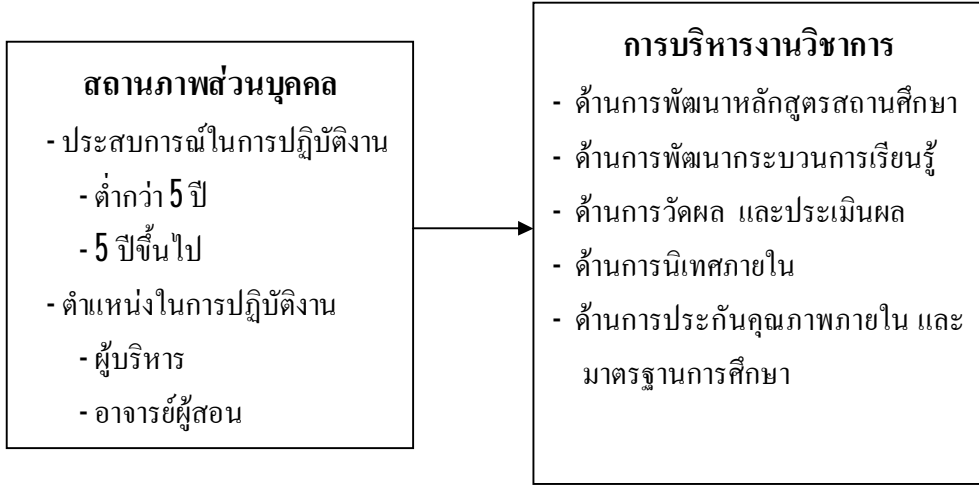 สถานภาพส่วนบุคคล
- ประสบการณ์ในการปฏิบัติงาน
- ต่ำกว่า 5 ปี
- 5 ปีขึ้นไป
- ตำแหน่งในการปฏิบัติงาน
- ผู้บริหาร
- อาจารย์ผู้สอน
การบริหารงานวิชาการ
- ด้านการพัฒนาหลักสูตรสถานศึกษา
- ด้านการพัฒนากระบวนการเรียนรู้
- ด้านการวัดผล และประเมินผล
- ด้านการนิเทศภายใน
- ด้านการประกันคุณภาพภายใน และ
มาตรฐานการศึกษา